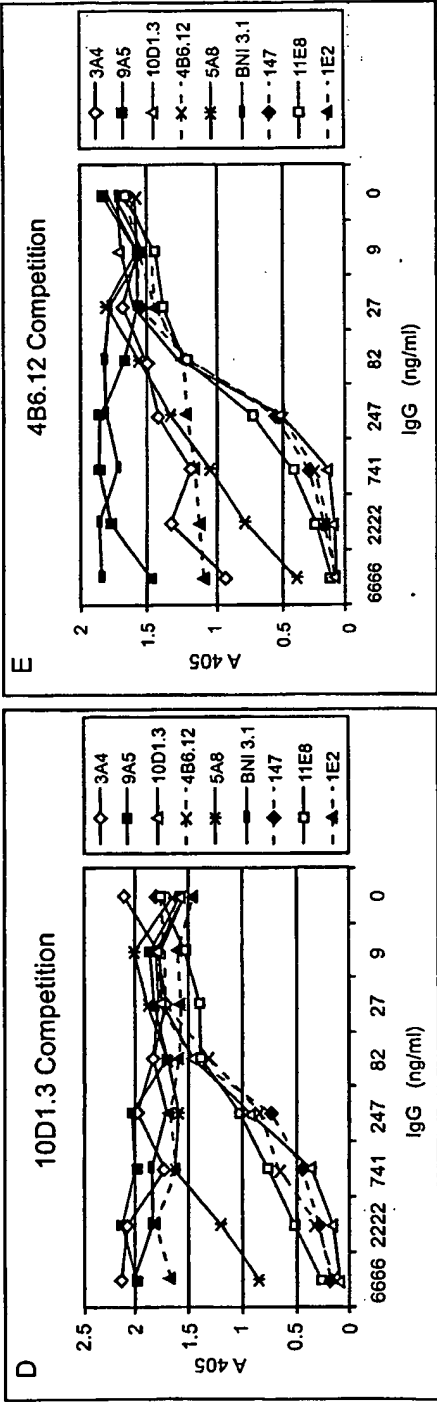 D
10D1.3 Competition
2.5
2
1.5
1
0.5
0
A 405
6666 2222 741 247 82 27 9 0
IgG (ng/ml)
3A4
9A5
10D1.3
4B6.12
5A8
BNI 3.1
147
11E8
1E2
E
4B6.12 Competition
2
1.5
1
0.5
0
A 405
6666 2222 741 247 82 27 9 0
IgG (ng/ml)
3A4
9A5
10D1.3
4B6.12
5A8
BNI 3.1
147
11E8
1E2